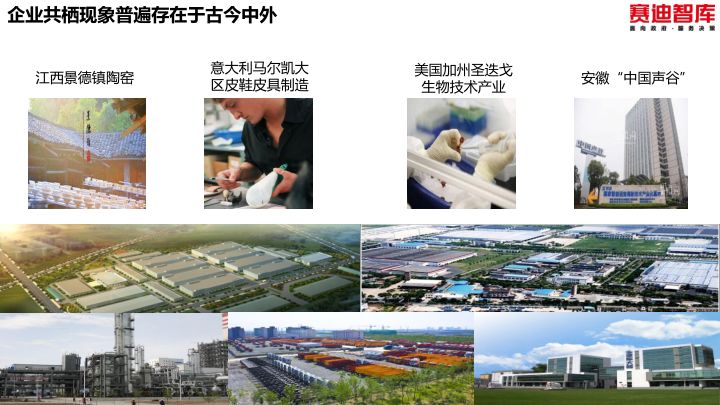 企业共栖现象普遍存在于古今中外
赛迪智库
面向政府·服务决策
江西景德镇陶窑
意大利马尔凯大
区皮鞋皮具制造
美国加州圣迭戈
生物技术产业
安徽“中国声谷”
中国声谷